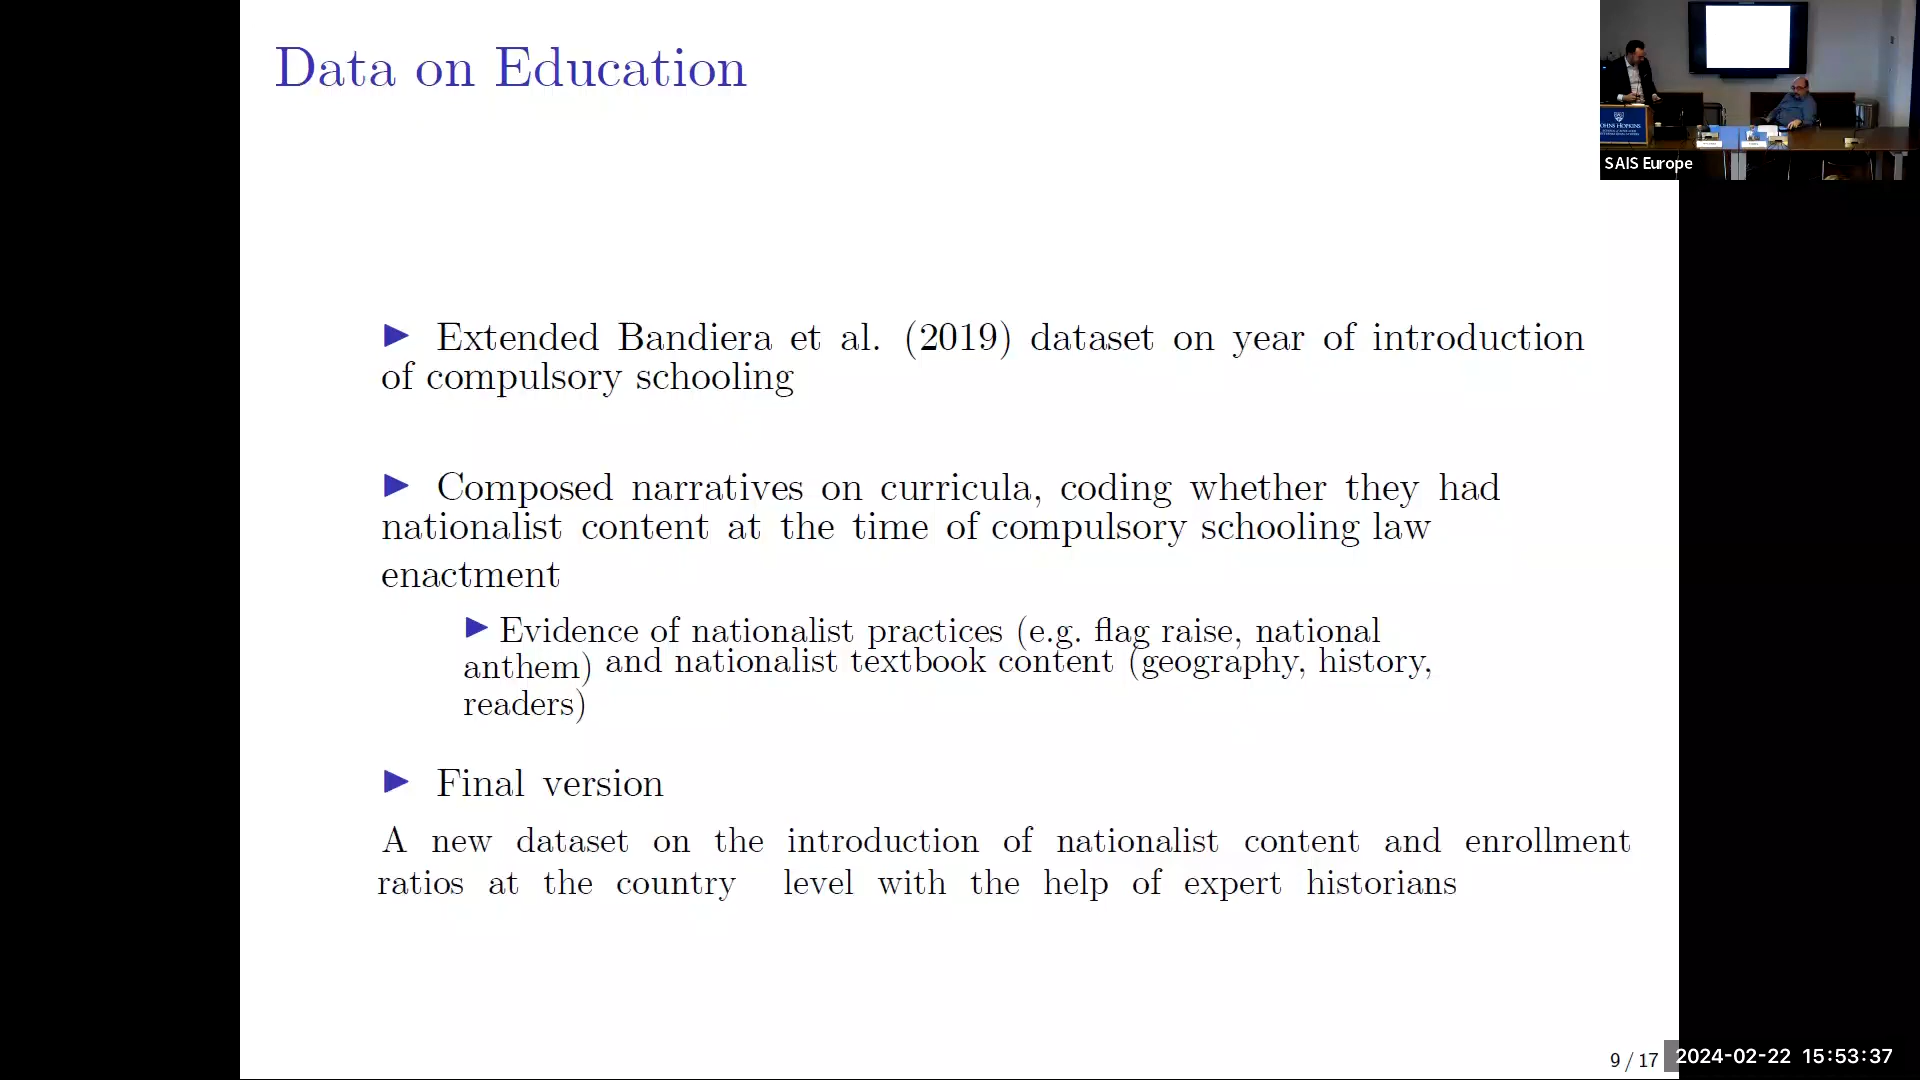 Data on Education
▶ Extended Bandiera et al. (2019) dataset on year of introduction
of compulsory schooling
▶ Composed narratives on curricula, coding whether they had
nationalist content at the time of compulsory schooling law
enactment
▶ Evidence of nationalist practices (e.g. flag raise, national
anthem) and nationalist textbook content (geography, history,
readers)
▶ Final version
A new dataset on the introduction of nationalist content and enrollment
ratios at the country level with the help of expert historians
9 / 17
JOHNS HOPKINS
SAIS Europe
2024-02-22 15:53:37